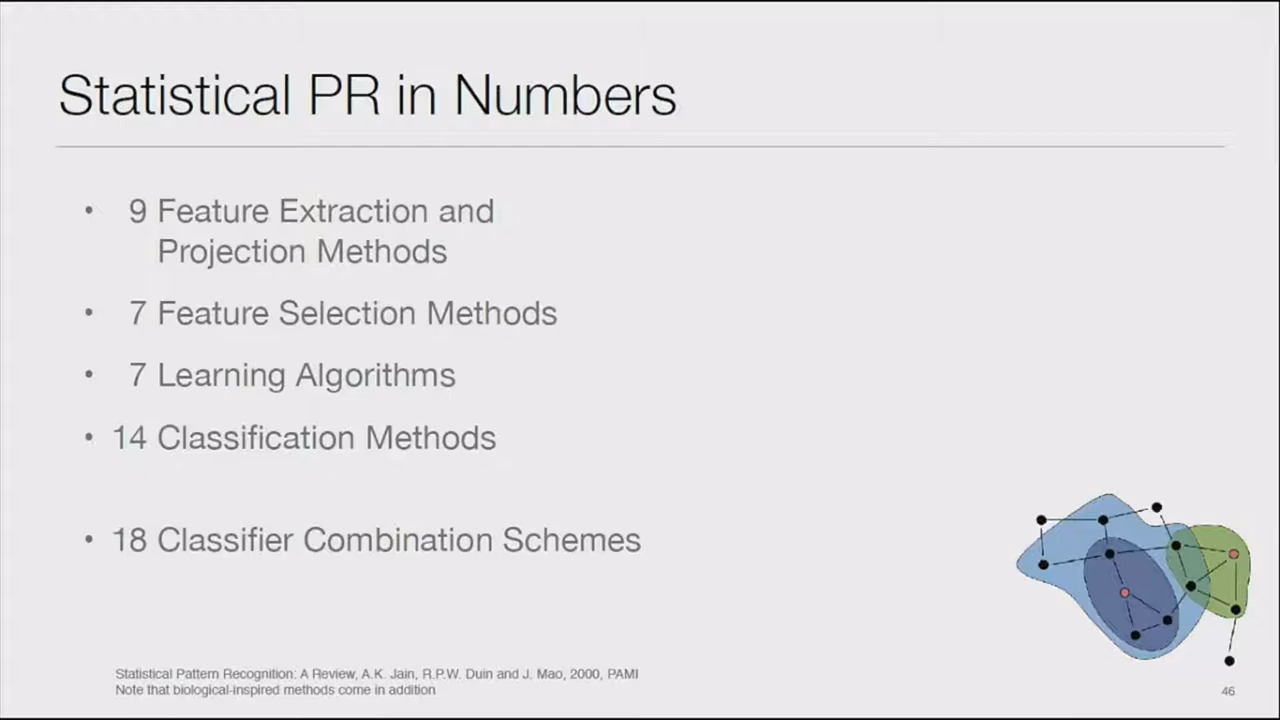 Statistical PR in Numbers
• 9 Feature Extraction and
Projection Methods
• 7 Feature Selection Methods
• 7 Learning Algorithms
• 14 Classification Methods
• 18 Classifier Combination Schemes
Statistical Pattern Recognition: A Review, A.K. Jain, R.P.W. Duin and J. Mao, 2000, PAMI
Note that biological-inspired methods come in addition
46